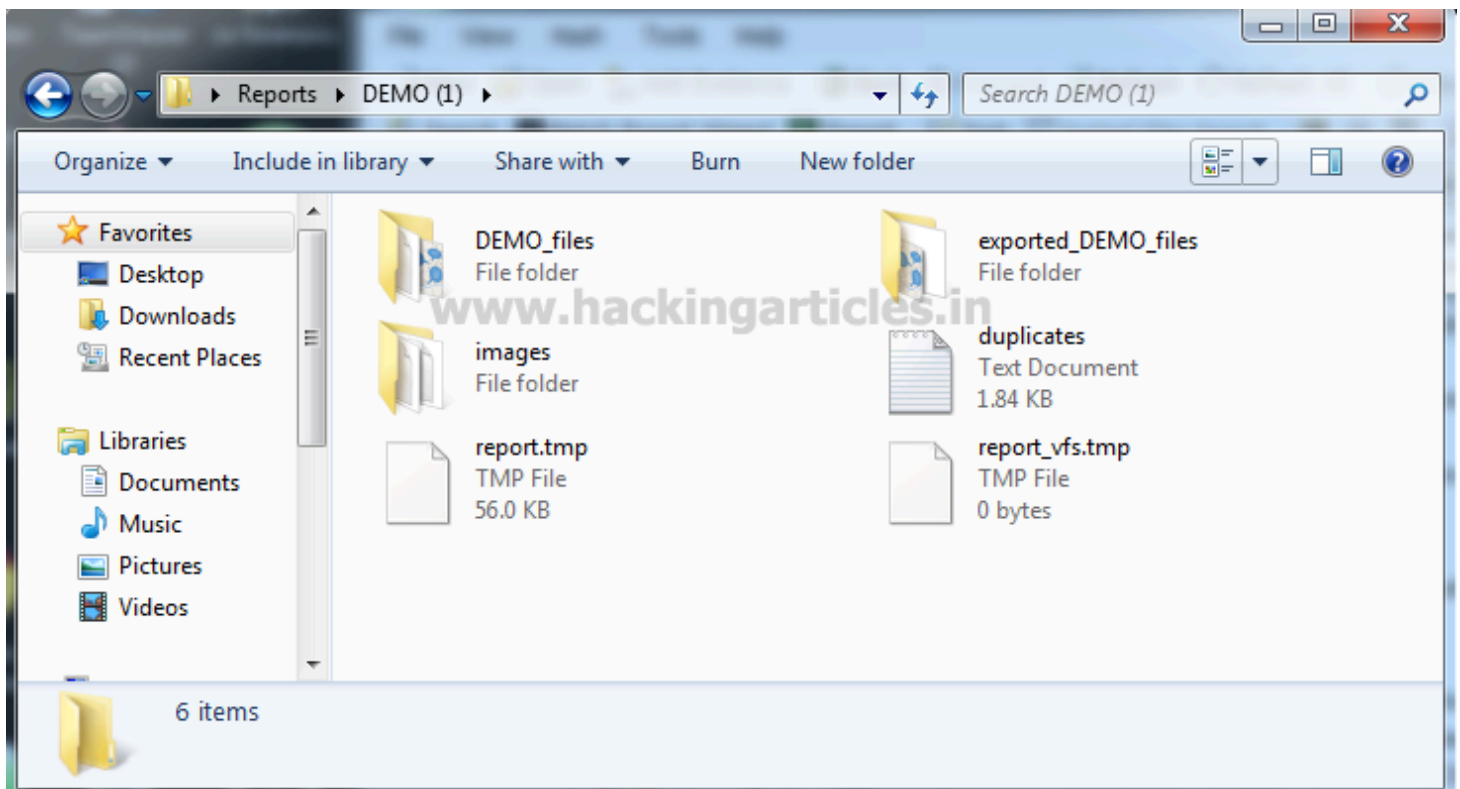 Reports ▸ DEMO (1) ▸
Search DEMO (1)
Organize
Include in library
Share with
Burn
New folder
Favorites
Desktop
Downloads
Recent Places
Libraries
Documents
Music
Pictures
Videos
DEMO_files
File folder
exported_DEMO_files
File folder
www.hackingarticles.in
images
File folder
duplicates
Text Document
1.84 KB
report.tmp
TMP File
56.0 KB
report_vfs.tmp
TMP File
0 bytes
6 items